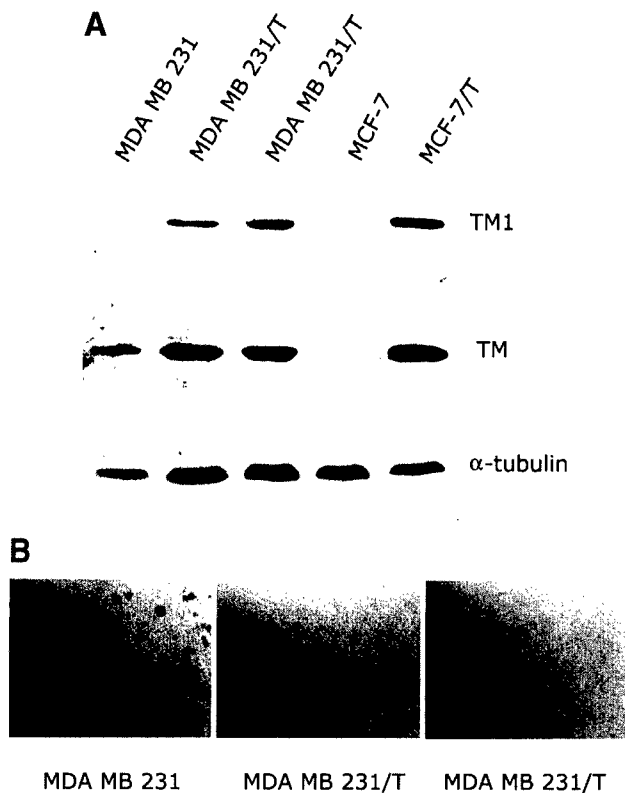 A
MDA MB 231
MDA MB 231/T
MDA MB 231/T
MCF-7
MCF-7/T
TM1
TM
α-tubulin
B
MDA MB 231
MDA MB 231/T
MDA MB 231/T